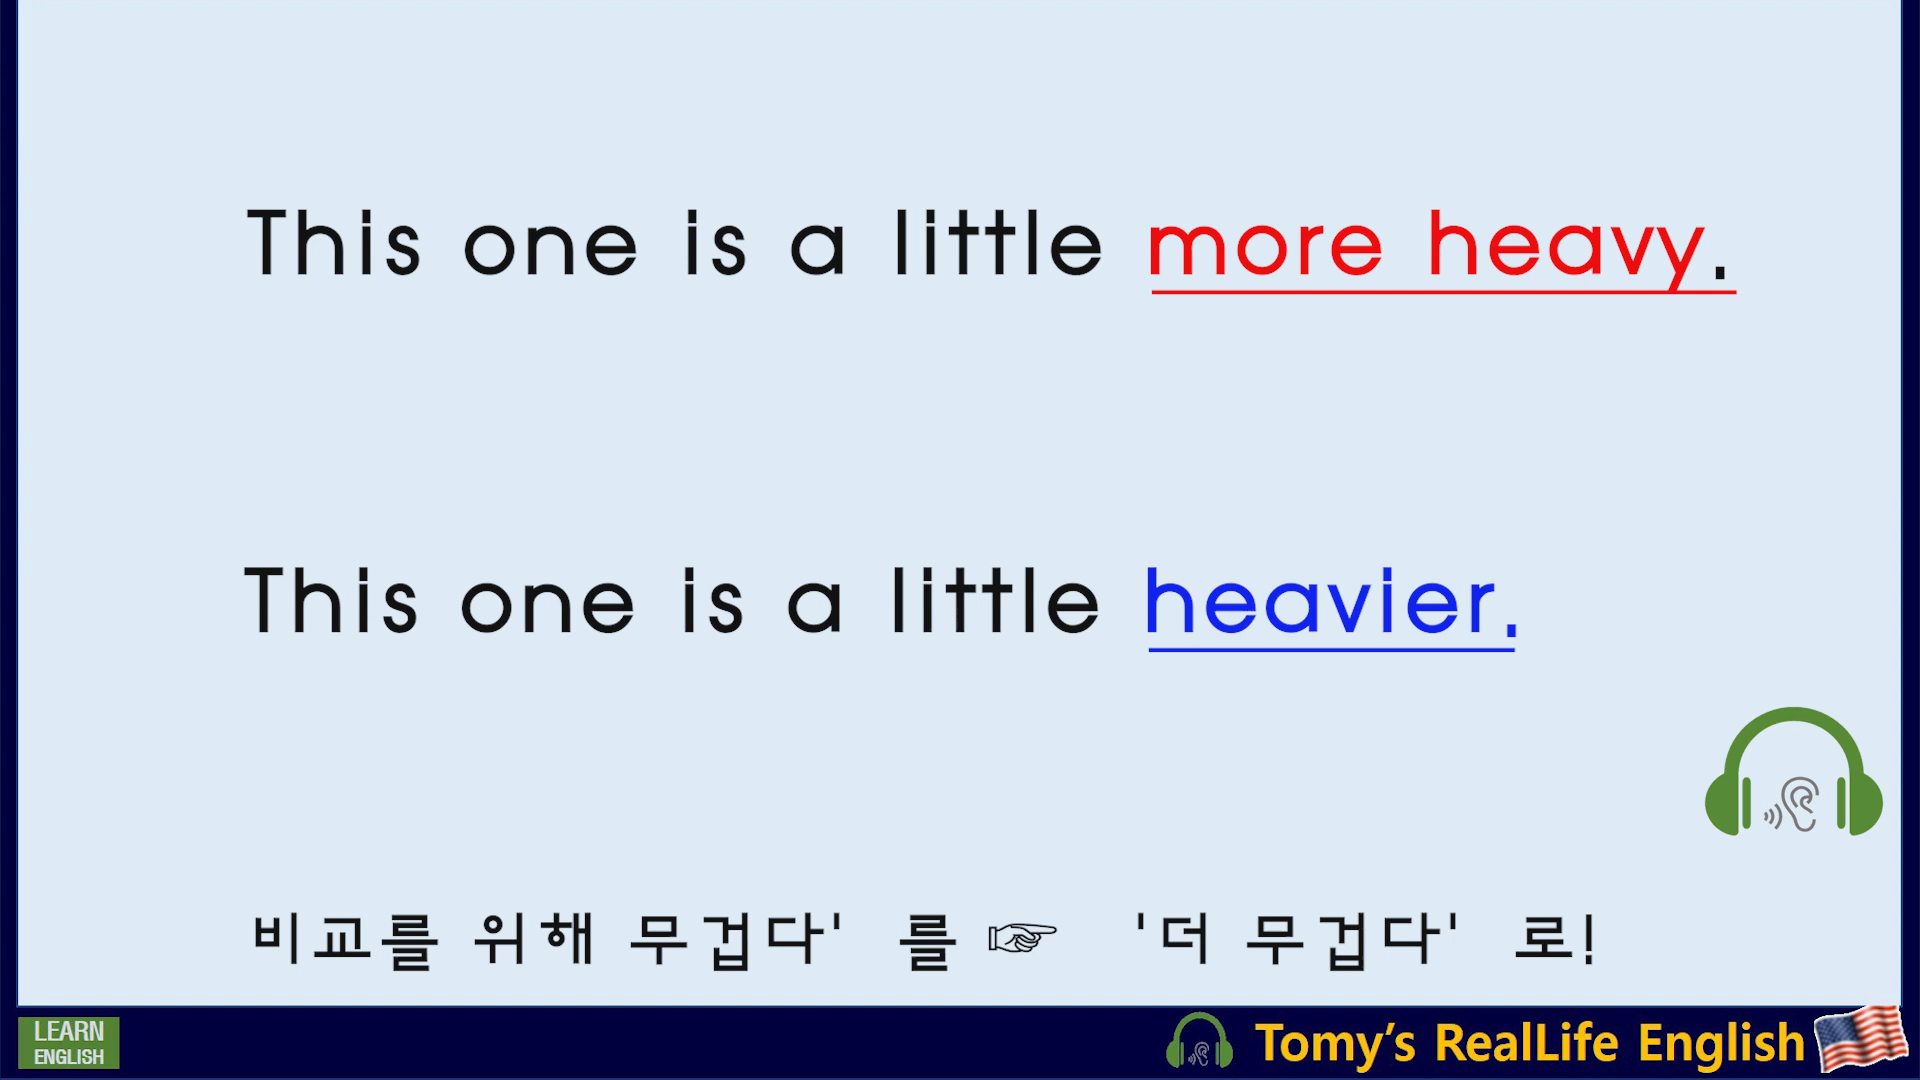 This one is a little more heavy.
This one is a little heavier.
비교를 위해 무겁다' 를 ☞ '더 무겁다' 로!
LEARN
ENGLISH
Tomy's RealLife English